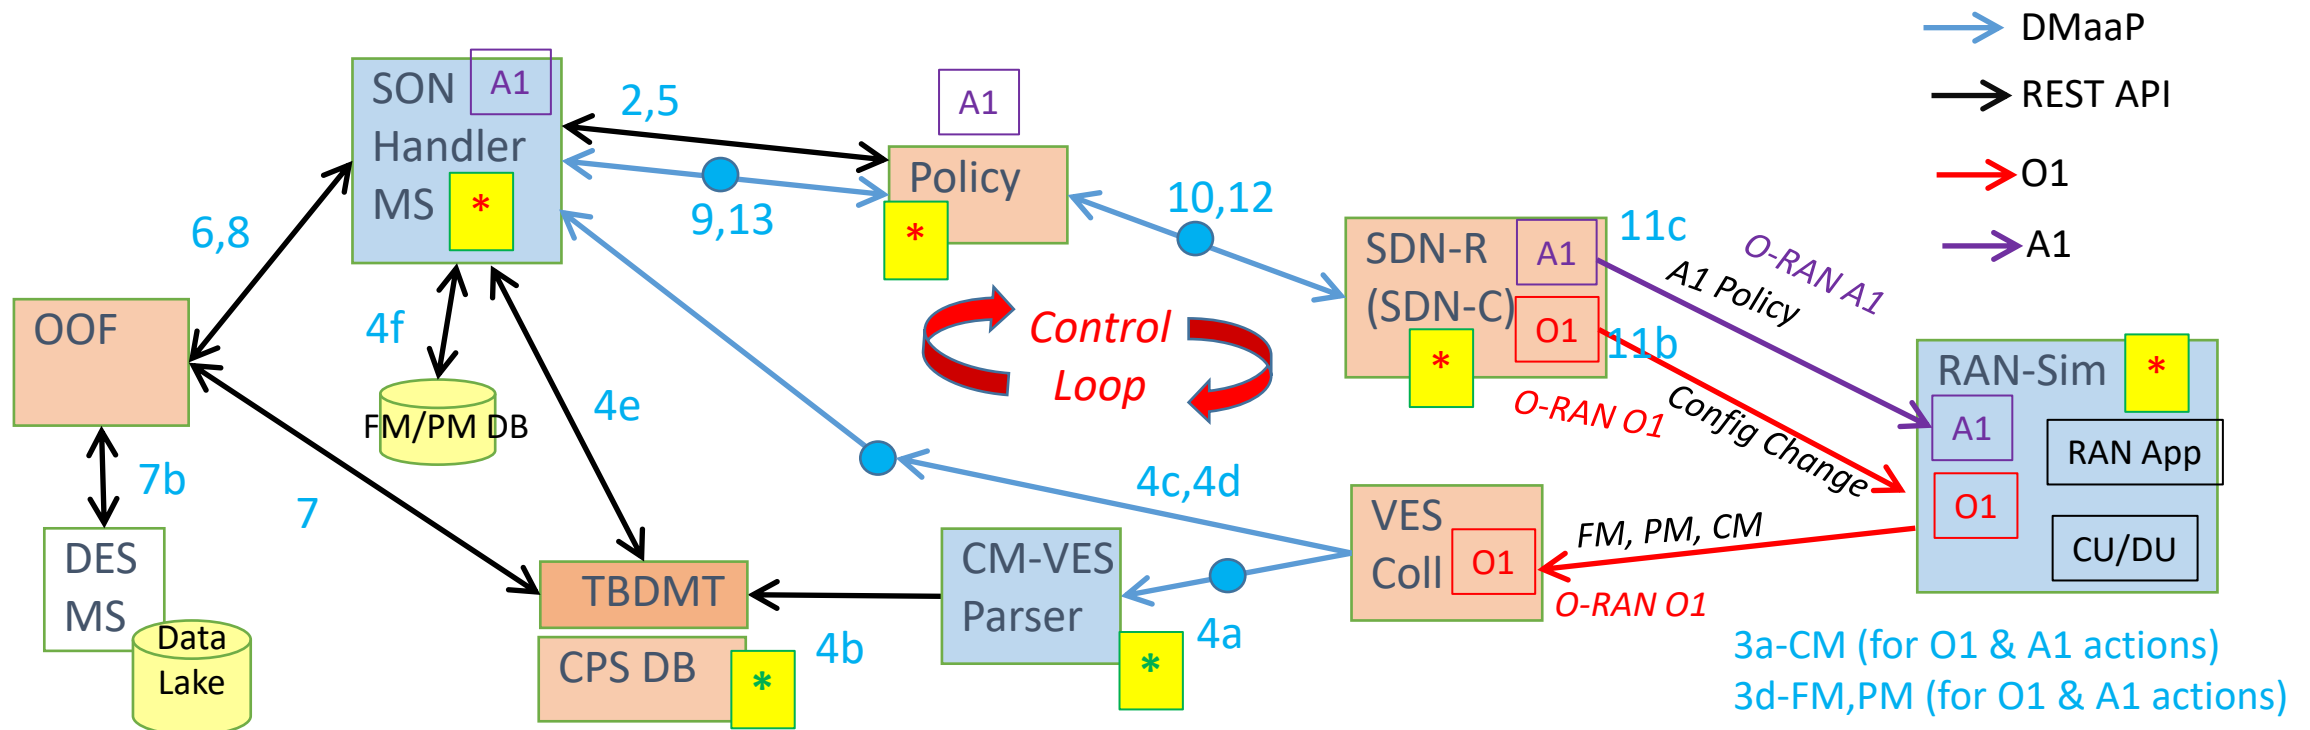 DMaaP
REST API
O1
A1
SON
A1
Handler
MS
*
2,5
A1
Policy
*
9,13
10,12
6,8
SDN-R
A1
(SDN-C)
O1
*
11c
O-RAN A1
A1 Policy
11b
O-RAN O1
Config Change
Control
Loop
RAN-Sim
*
A1
RAN App
O1
CU/DU
OOF
4f
FM/PM DB
4e
7b
7
4c,4d
VES
Coll
O1
FM, PM, CM
O-RAN O1
DES
MS
Data
Lake
TBDMT
CPS DB
*
4b
CM-VES
Parser
*
4a
3a-CM (for O1 & A1 actions)
3d-FM,PM (for O1 & A1 actions)